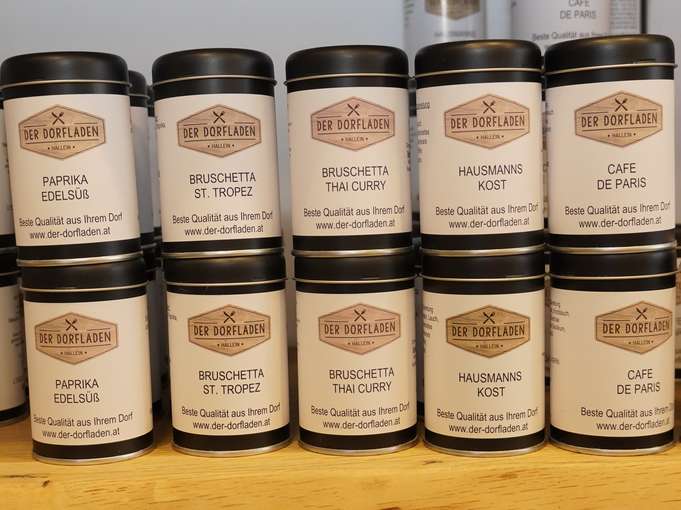 CAFE
DE PARIS
DER DORFLADEN
HALLEIN
PAPRIKA
EDELSÜß
Beste Qualität aus Ihrem Dorf
www.der-dorfladen.at
DER DORFLADEN
HALLEIN
BRUSCHETTA
ST. TROPEZ
Beste Qualität aus Ihrem Dorf
www.der-dorfladen.at
DER DORFLADEN
HALLEIN
BRUSCHETTA
THAI CURRY
Beste Qualität aus Ihrem Dorf
www.der-dorfladen.at
DER DORFLADEN
HALLEIN
HAUSMANNS
KOST
Beste Qualität aus Ihrem Dorf
www.der-dorfladen.at
DER DORFLADEN
HALLEIN
CAFE
DE PARIS
Beste Qualität aus Ihrem Dorf
www.der-dorfladen.at
DER DORFLADEN
HALLEIN
PAPRIKA
EDELSÜß
Beste Qualität aus Ihrem Dorf
www.der-dorfladen.at
DER DORFLADEN
HALLEIN
BRUSCHETTA
ST. TROPEZ
Beste Qualität aus Ihrem Dorf
www.der-dorfladen.at
DER DORFLADEN
HALLEIN
BRUSCHETTA
THAI CURRY
Beste Qualität aus Ihrem Dorf
www.der-dorfladen.at
DER DORFLADEN
HALLEIN
HAUSMANNS
KOST
Beste Qualität aus Ihrem Dorf
www.der-dorfladen.at
DER DORFLADEN
HALLEIN
CAFE
DE PARIS
Beste Qualität aus Ihrem Dorf
www.der-dorfladen.at